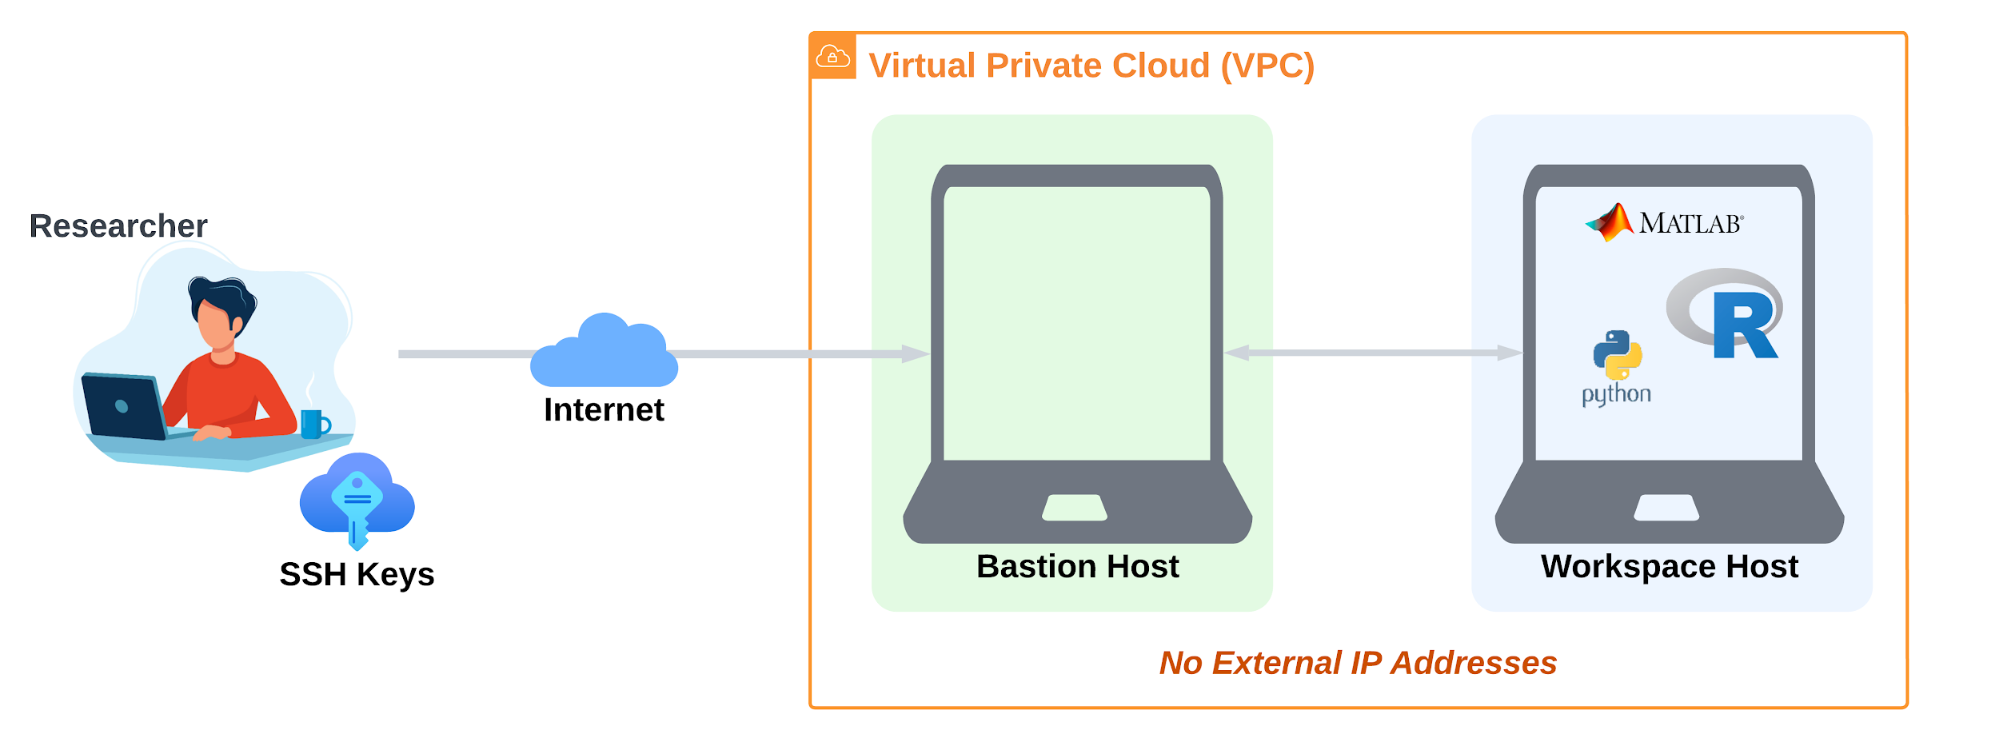 Virtual Private Cloud (VPC)
Researcher
SSH Keys
Internet
Bastion Host
MATLAB®
R
python
Workspace Host
No External IP Addresses